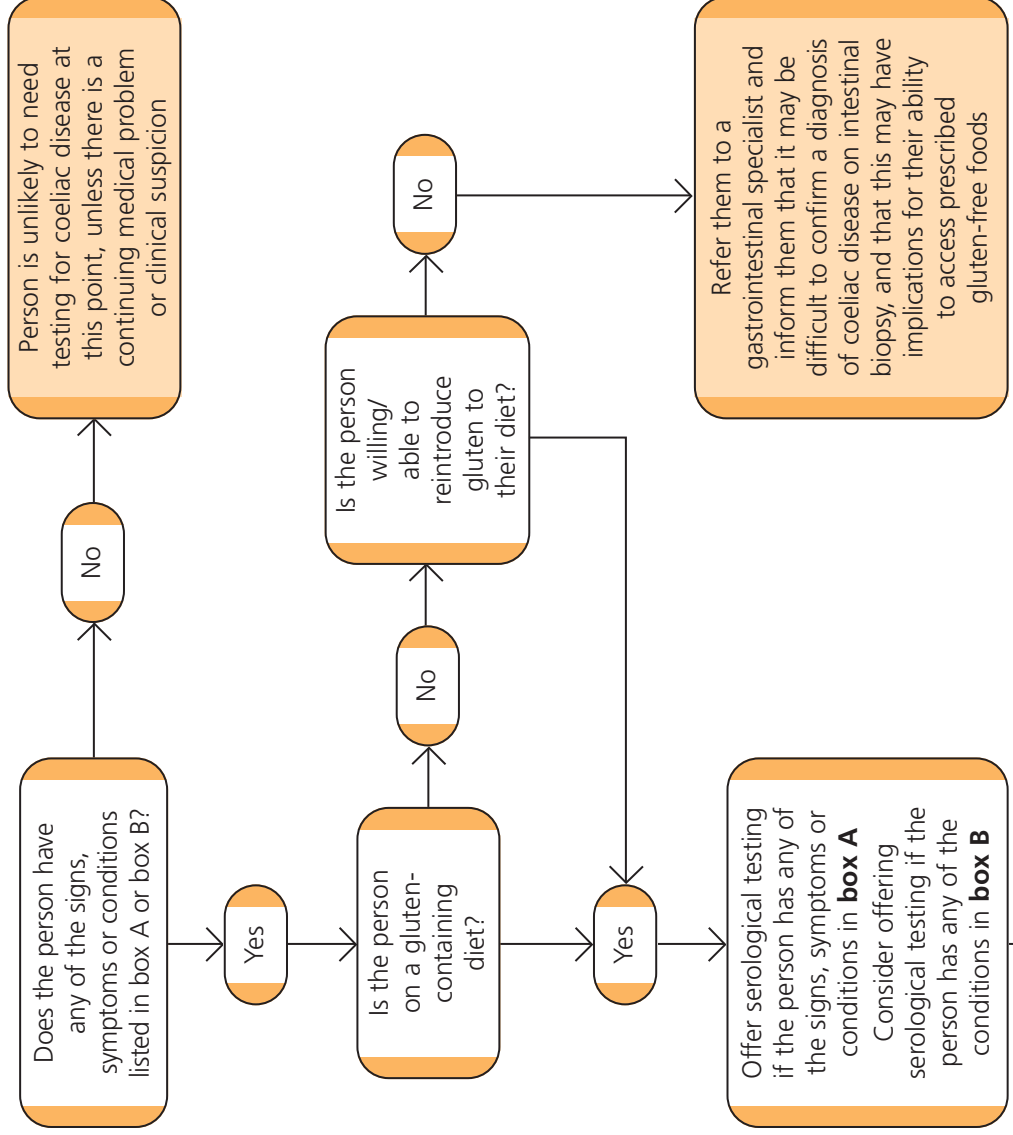 Does the person have
any of the signs,
symptoms or conditions
listed in box A or box B?
No
Person is unlikely to need
testing for coeliac disease at
this point, unless there is a
continuing medical problem
or clinical suspicion
Yes
Is the person
on a gluten-
containing
diet?
No
Is the person
willing/
able to
reintroduce
gluten to
their diet?
No
Refer them to a
gastrointestinal specialist and
inform them that it may be
difficult to confirm a diagnosis
of coeliac disease on intestinal
biopsy, and that this may have
implications for their ability
to access prescribed
gluten-free foods
Yes
Offer serological testing
if the person has any of
the signs, symptoms or
conditions in box A
Consider offering
serological testing if the
person has any of the
conditions in box B